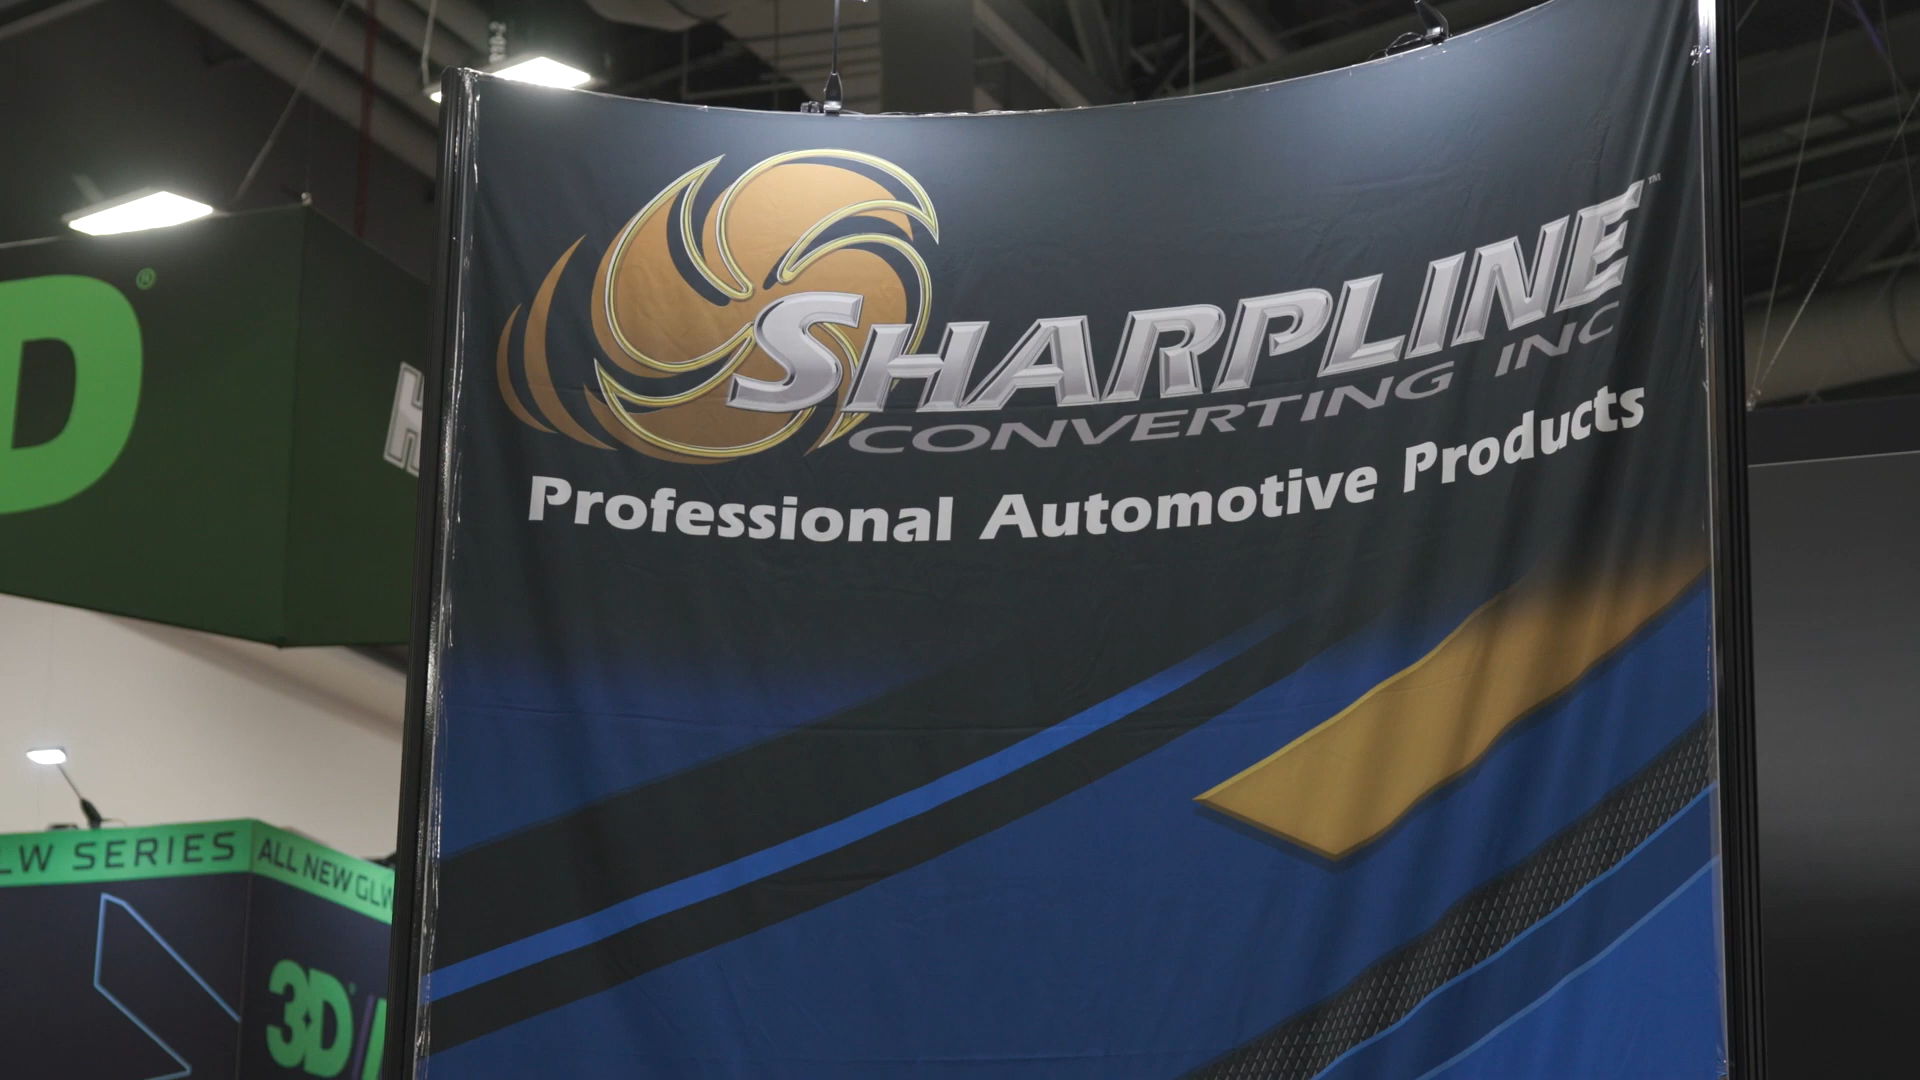 SHARPLINE™
CONVERTING INC
Professional Automotive Products
D®
LW SERIES
ALL NEW GLW
3D